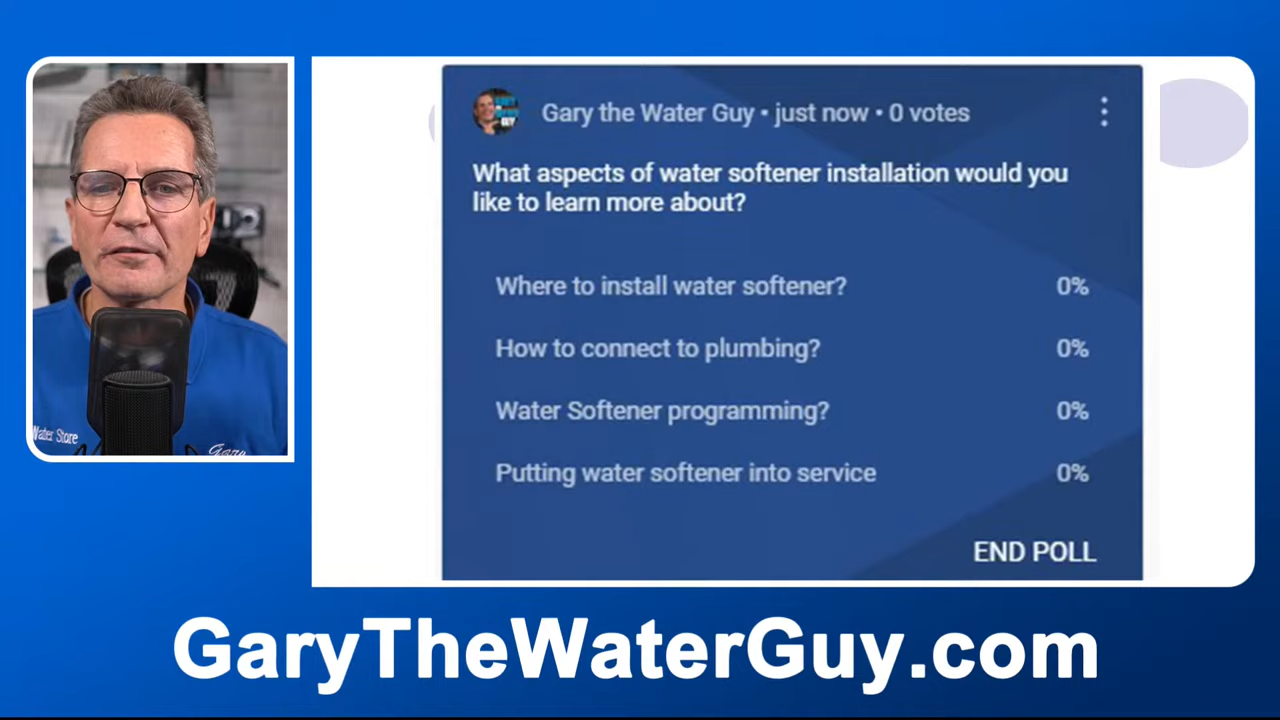 Gary the Water Guy • just now • 0 votes
What aspects of water softener installation would you
like to learn more about?
Where to install water softener? 0%
How to connect to plumbing? 0%
Water Softener programming? 0%
Putting water softener into service 0%
END POLL
Water Store
Gary
GaryTheWaterGuy.com